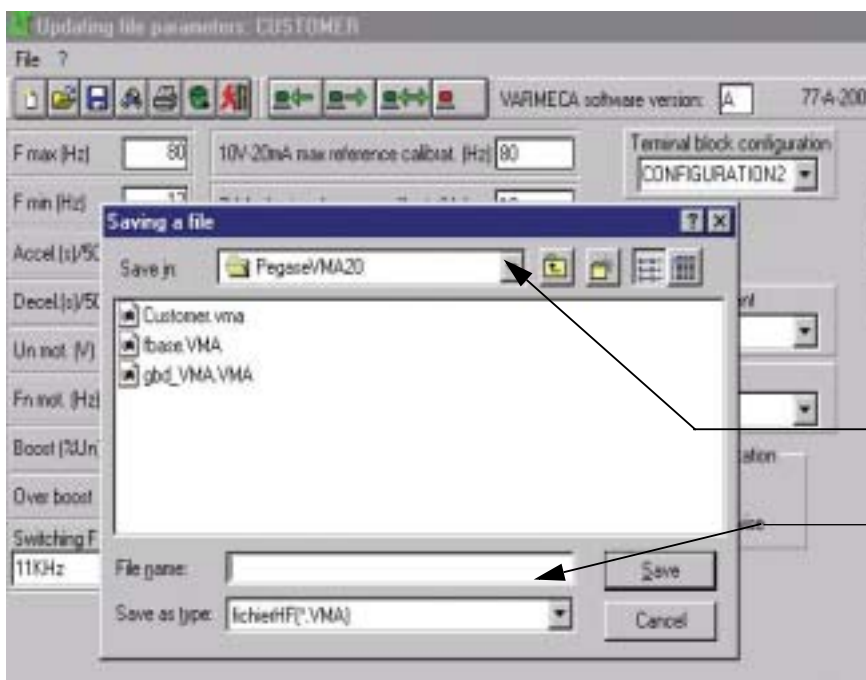 Updating file parameters: CUSTOMER
File ?
VARMECA software version: A 77-A-200
F max (Hz) 80 10V-20mA max reference calibrat. (Hz) 80
Terminal block configuration
CONFIGURATION2
F min (Hz)
Accel.(s)/50
Decel.(s)/50
Un mot. (V)
Fn mot. (Hz)
Boost (%Un)
Over boost
Switching F
11KHz
Saving a file
Save in: PegaseVMA20
Customer.vma
fbase.VMA
gbd_VMA.VMA
File name: Save
Save as type: fichierHF(*.VMA) Cancel